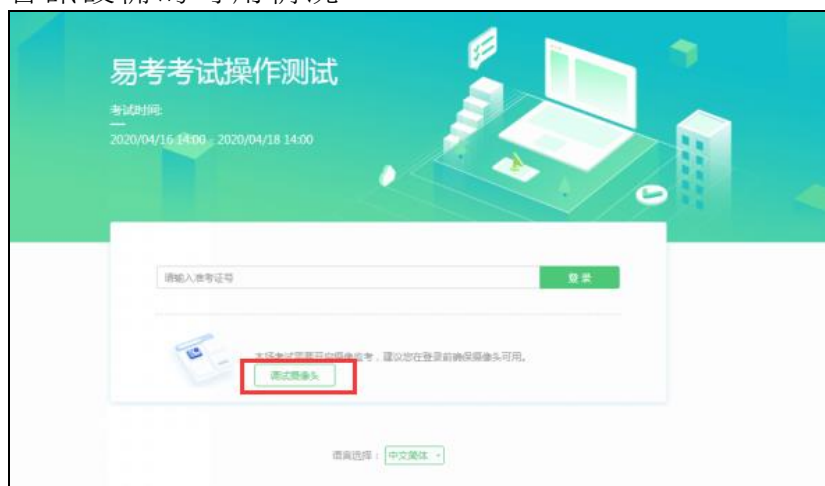 易考考试操作测试
考试时间:
2020/04/16 14:00 - 2020/04/18 14:00
请输入准考证号
登 录
本场考试需要开启摄像监考，建议您在登录前确保摄像头可用。
调试摄像头
语言选择： 中文简体